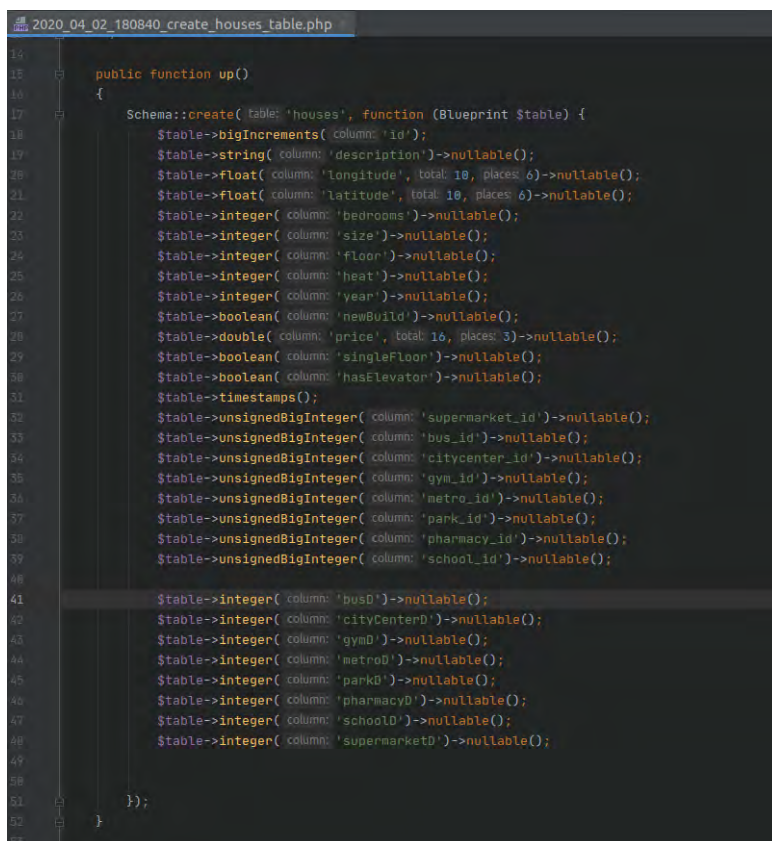 2020_04_02_180840_create_houses_table.php
14
15 public function up()
16 {
17 Schema::create( table: 'houses', function (Blueprint $table) {
18 $table->bigIncrements( column: 'id');
19 $table->string( column: 'description')->nullable();
20 $table->float( column: 'longitude', total: 10, places: 6)->nullable();
21 $table->float( column: 'latitude', total: 10, places: 6)->nullable();
22 $table->integer( column: 'bedrooms')->nullable();
23 $table->integer( column: 'size')->nullable();
24 $table->integer( column: 'floor')->nullable();
25 $table->integer( column: 'heat')->nullable();
26 $table->integer( column: 'year')->nullable();
27 $table->boolean( column: 'newBuild')->nullable();
28 $table->double( column: 'price', total: 16, places: 3)->nullable();
29 $table->boolean( column: 'singleFloor')->nullable();
30 $table->boolean( column: 'hasElevator')->nullable();
31 $table->timestamps();
32 $table->unsignedBigInteger( column: 'supermarket_id')->nullable();
33 $table->unsignedBigInteger( column: 'bus_id')->nullable();
34 $table->unsignedBigInteger( column: 'citycenter_id')->nullable();
35 $table->unsignedBigInteger( column: 'gym_id')->nullable();
36 $table->unsignedBigInteger( column: 'metro_id')->nullable();
37 $table->unsignedBigInteger( column: 'park_id')->nullable();
38 $table->unsignedBigInteger( column: 'pharmacy_id')->nullable();
39 $table->unsignedBigInteger( column: 'school_id')->nullable();
40
41 $table->integer( column: 'busD')->nullable();
42 $table->integer( column: 'cityCenterD')->nullable();
43 $table->integer( column: 'gymD')->nullable();
44 $table->integer( column: 'metroD')->nullable();
45 $table->integer( column: 'parkD')->nullable();
46 $table->integer( column: 'pharmacyD')->nullable();
47 $table->integer( column: 'schoolD')->nullable();
48 $table->integer( column: 'supermarketD')->nullable();
49
50
51 });
52 }